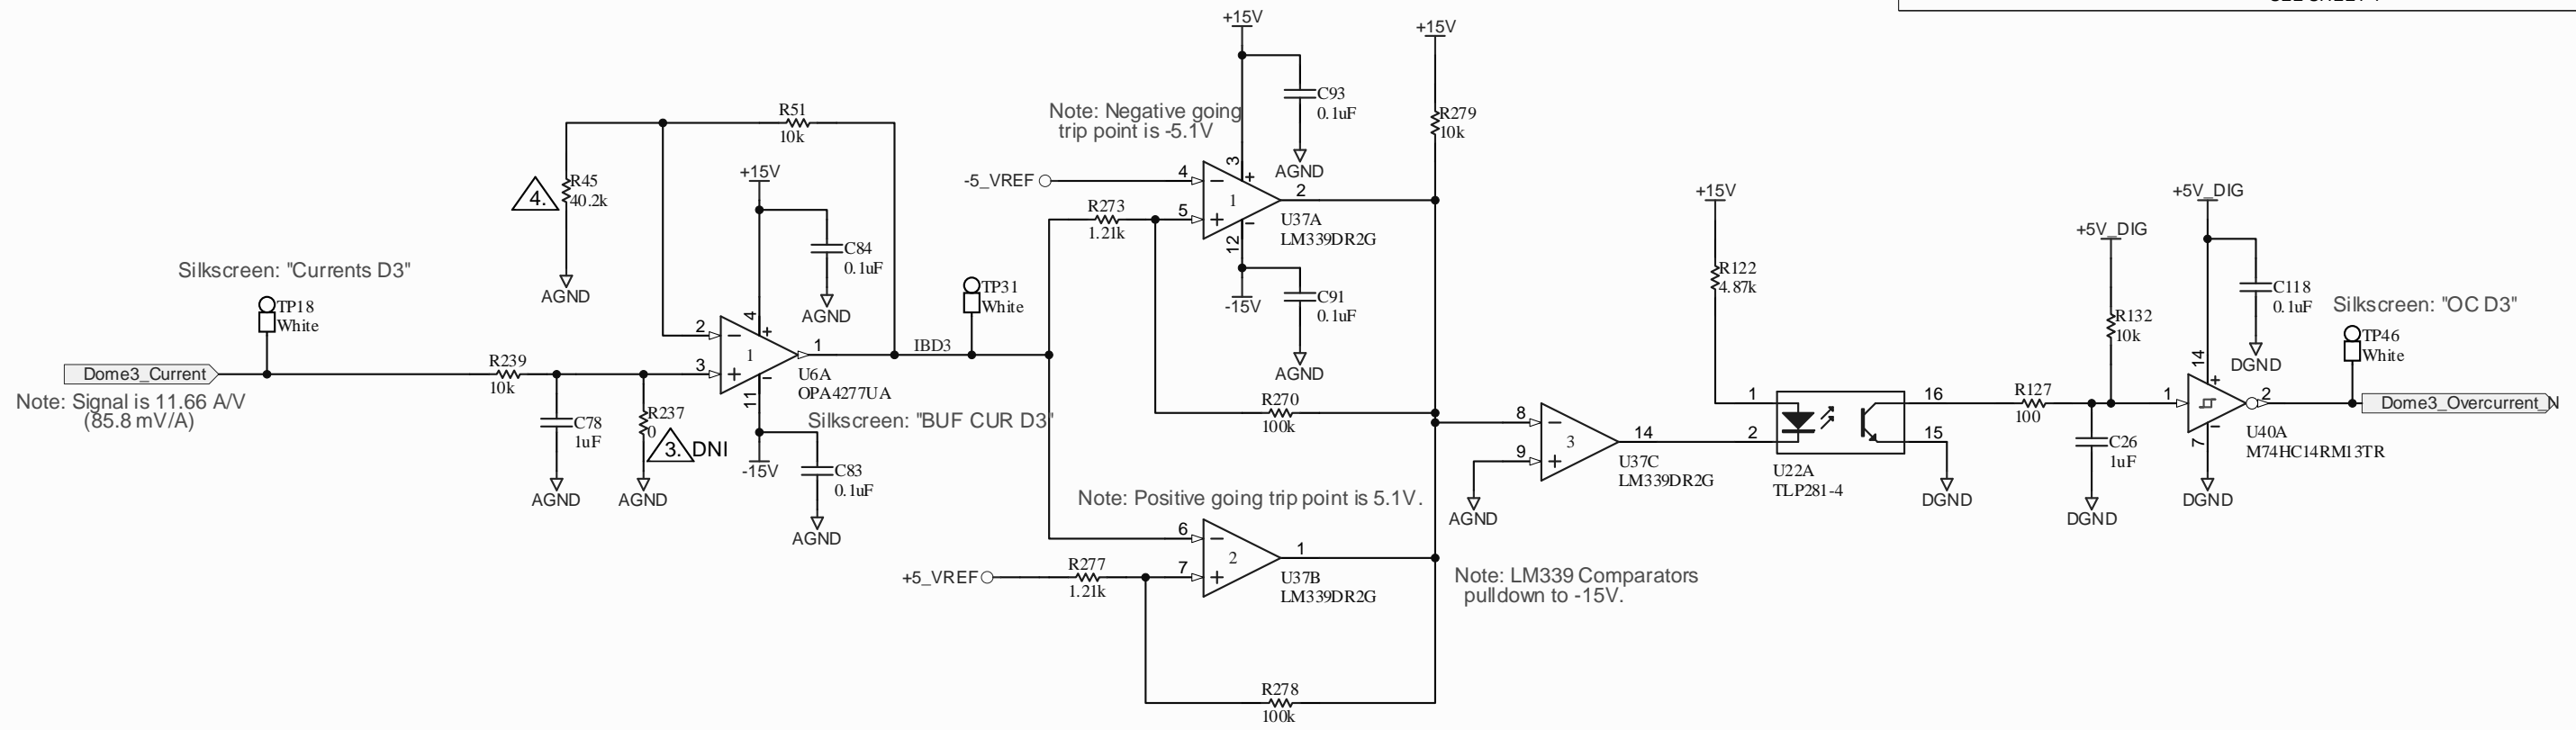 +15V
+15V
R51
10k
C93
0.1uF
Note: Negative going
trip point is -5.1V
R279
10k
3
+
AGND
4.
R45
40.2k
+15V
-5_VREF
4
−
1
2
U37A
LM339DR2G
R273
1.21k
5
+
12
−
-15V
C91
0.1uF
AGND
C84
0.1uF
AGND
AGND
Silkscreen: "Currents D3"
TP18
White
4
+
2
−
1
1
3
+
11
−
U6A
OPA4277UA
IBD3
TP31
White
Dome3_Current
R239
10k
Note: Signal is 11.66 A/V
(85.8 mV/A)
C78
1uF
AGND
R237
0
3.
DNI
AGND
Silkscreen: "BUF CUR D3"
-15V
C83
0.1uF
AGND
R270
100k
Note: Positive going trip point is 5.1V.
6
−
2
1
+5_VREF
R277
1.21k
7
+
U37B
LM339DR2G
R278
100k
8
−
3
14
9
+
AGND
U37C
LM339DR2G
Note: LM339 Comparators
pulldown to -15V.
+15V
R122
4.87k
1
2
U22A
TLP281-4
16
15
DGND
R127
100
+5V_DIG
R132
10k
C26
1uF
DGND
+5V_DIG
C118
0.1uF
DGND
14
+
1
2
−
7
U40A
M74HC14RM13TR
DGND
Silkscreen: "OC D3"
TP46
White
Dome3_Overcurrent_N